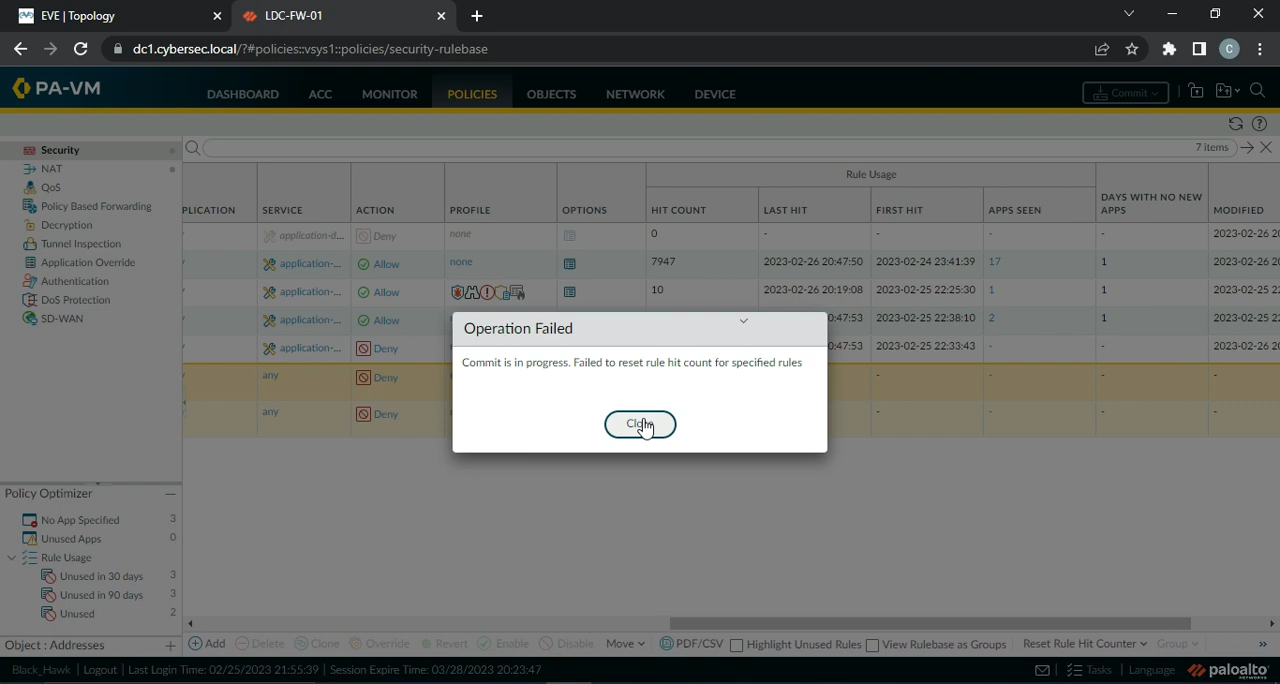 EVE | Topology
LDC-FW-01
dc1.cybersec.local/?#policies::vsys1::policies/security-rulebase
C
PA-VM
DASHBOARD ACC MONITOR POLICIES OBJECTS NETWORK DEVICE
Commit
Security
NAT
QoS
Policy Based Forwarding
Decryption
Tunnel Inspection
Application Override
Authentication
DoS Protection
SD-WAN
7 items
Rule Usage
PLICATION SERVICE ACTION PROFILE OPTIONS HIT COUNT LAST HIT FIRST HIT APPS SEEN DAYS WITH NO NEW APPS MODIFIED
application-d... Deny none 0 - - - - 2023-02-26 20
application-... Allow none 7947 2023-02-26 20:47:50 2023-02-24 23:41:39 17 1 2023-02-26 20
application-... Allow 10 2023-02-26 20:19:08 2023-02-25 22:25:30 1 1 2023-02-25 22
application-... Allow 0:47:53 2023-02-25 22:38:10 2 1 2023-02-25 22
application-... Deny 0:47:53 2023-02-25 22:33:43 - - 2023-02-26 20
any Deny - - - -
any Deny - - - -
Operation Failed
Commit is in progress. Failed to reset rule hit count for specified rules
Policy Optimizer
No App Specified 3
Unused Apps 0
Rule Usage
Unused in 30 days 3
Unused in 90 days 3
Unused 2
Object : Addresses
Add Delete Clone Override Revert Enable Disable Move PDF/CSV Highlight Unused Rules View Rulebase as Groups Reset Rule Hit Counter Group
Black_Hawk | Logout | Last Login Time: 02/25/2023 21:55:39 | Session Expire Time: 03/28/2023 20:23:47
Tasks | Language paloalto
NETWORKS